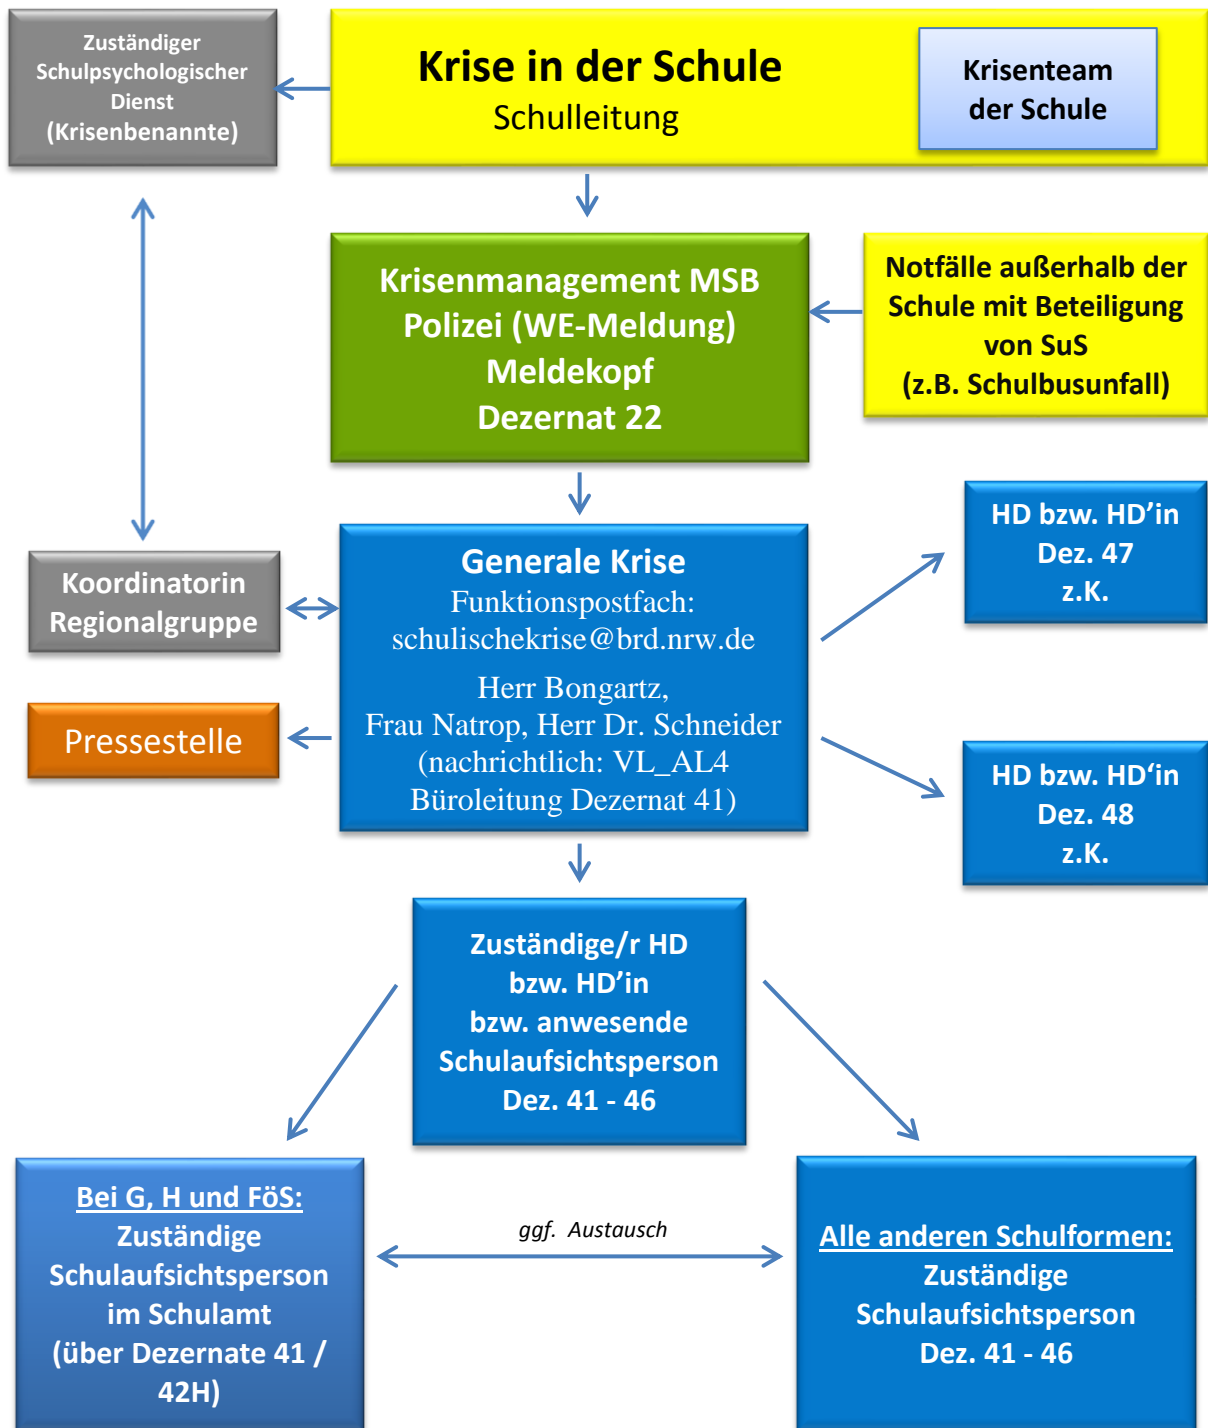 Zuständiger
Schulpsychologischer
Dienst
(Krisenbenannte)
Krise in der Schule
Schulleitung
Krisenteam
der Schule
Krisenmanagement MSB
Polizei (WE-Meldung)
Meldekopf
Dezernat 22
Notfälle außerhalb der
Schule mit Beteiligung
von SuS
(z.B. Schulbusunfall)
Koordinatorin
Regionalgruppe
Generale Krise
Funktionspostfach:
schulischekrise@brd.nrw.de
Herr Bongartz,
Frau Natrop, Herr Dr. Schneider
(nachrichtlich: VL_AL4
Büroleitung Dezernat 41)
HD bzw. HD’in
Dez. 47
z.K.
Pressestelle
HD bzw. HD‘in
Dez. 48
z.K.
Zuständige/r HD
bzw. HD’in
bzw. anwesende
Schulaufsichtsperson
Dez. 41 - 46
Bei G, H und FöS:
Zuständige
Schulaufsichtsperson
im Schulamt
(über Dezernate 41 /
42H)
ggf. Austausch
Alle anderen Schulformen:
Zuständige
Schulaufsichtsperson
Dez. 41 - 46